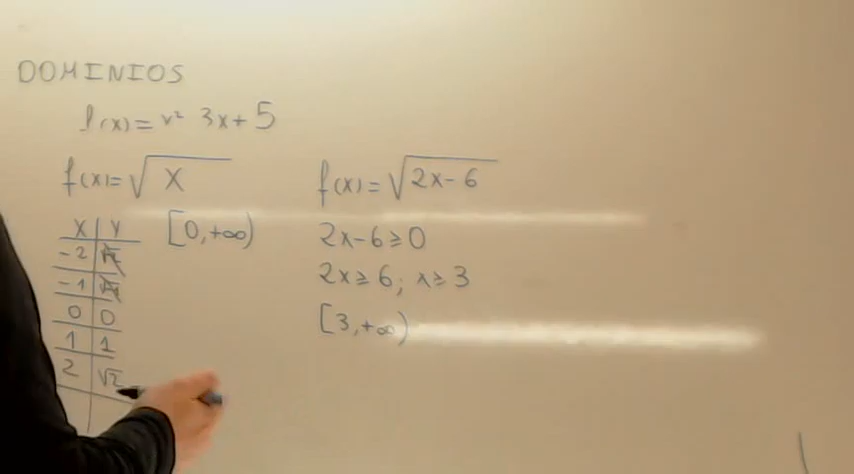 DOMINIOS
f(x)= x² 3x+5
f(x)=√X
X Y
-2
-1
0 0
1 1
2 √2
[0,+∞)
f(x)=√2x-6
2x-6≥0
2x≥6; x≥3
[3,+∞)